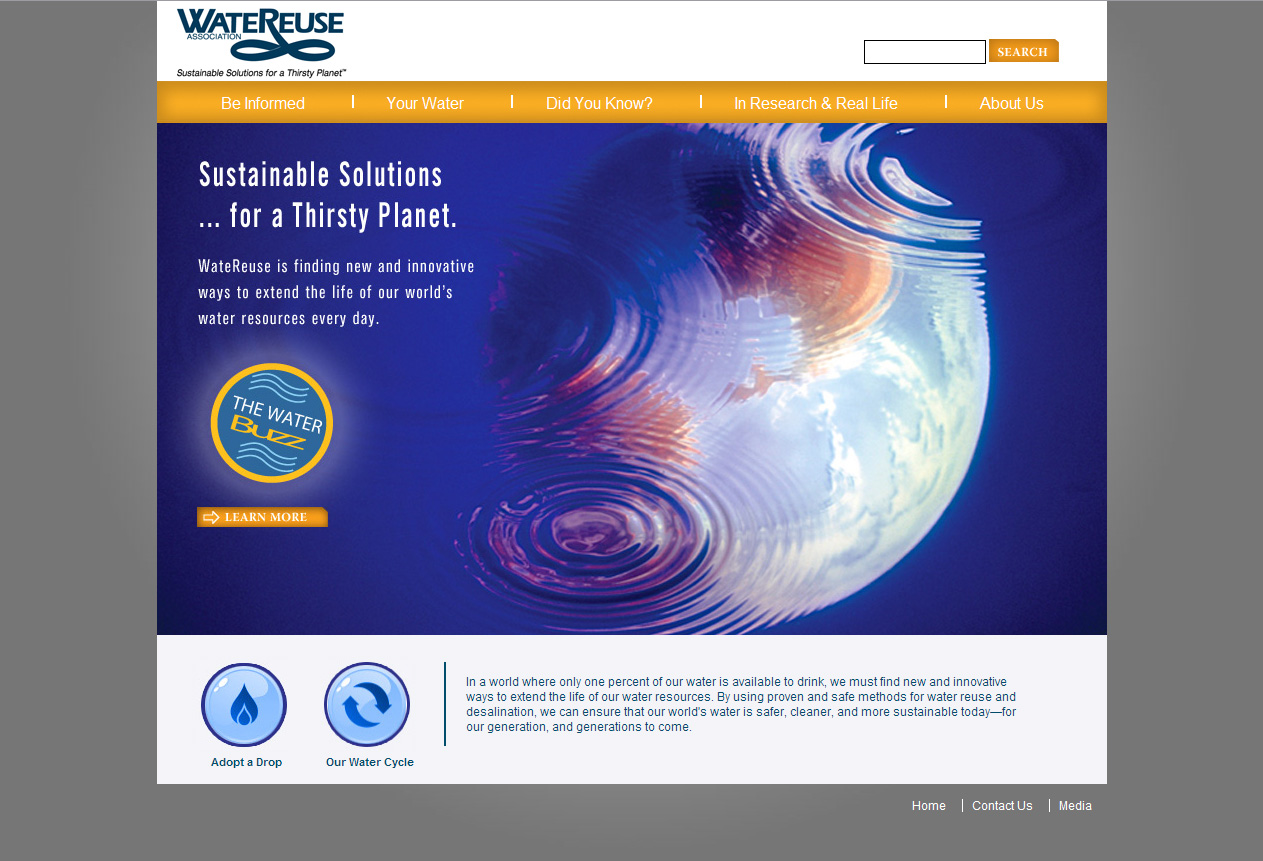 WATEREUSE
ASSOCIATION
Sustainable Solutions for a Thirsty Planet™
SEARCH
Be Informed
Your Water
Did You Know?
In Research & Real Life
About Us
Sustainable Solutions
... for a Thirsty Planet.
WateReuse is finding new and innovative
ways to extend the life of our world's
water resources every day.
THE WATER
BUZZ
LEARN MORE
In a world where only one percent of our water is available to drink, we must find new and innovative
ways to extend the life of our water resources. By using proven and safe methods for water reuse and
desalination, we can ensure that our world's water is safer, cleaner, and more sustainable today—for
our generation, and generations to come.
Adopt a Drop
Our Water Cycle
Home
Contact Us
Media